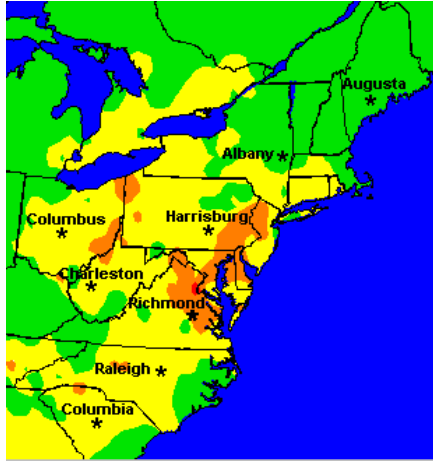 Augusta
Albany
Columbus
Harrisburg
Charleston
Richmond
Raleigh
Columbia